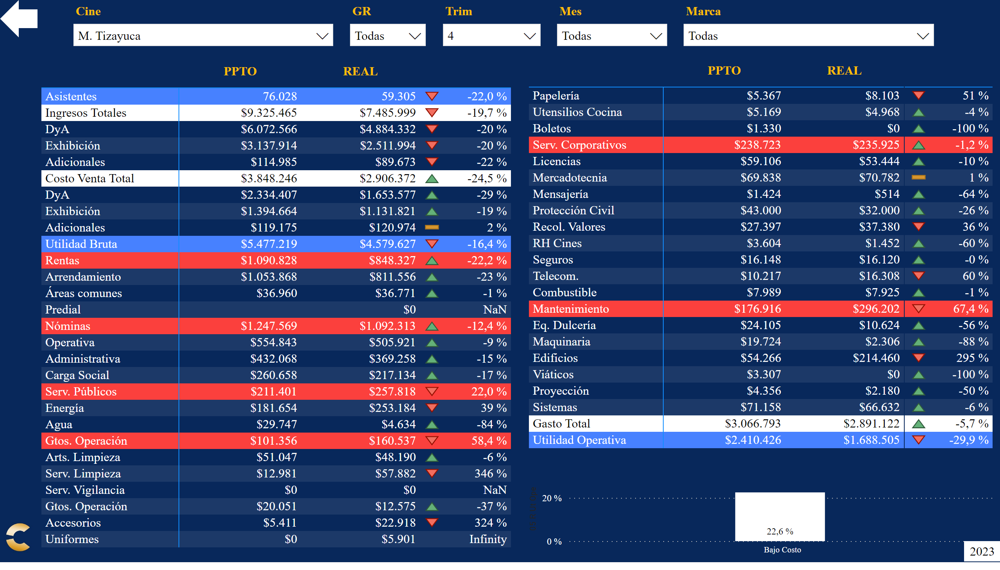 Cine GR Trim Mes Marca
M. Tizayuca Todas 4 Todas Todas
PPTO REAL
Asistentes 76.028 59.305 -22,0 %
Ingresos Totales $9.325.465 $7.485.999 -19,7 %
DyA $6.072.566 $4.884.332 -20 %
Exhibición $3.137.914 $2.511.994 -20 %
Adicionales $114.985 $89.673 -22 %
Costo Venta Total $3.848.246 $2.906.372 -24,5 %
DyA $2.334.407 $1.653.577 -29 %
Exhibición $1.394.664 $1.131.821 -19 %
Adicionales $119.175 $120.974 2 %
Utilidad Bruta $5.477.219 $4.579.627 -16,4 %
Rentas $1.090.828 $848.327 -22,2 %
Arrendamiento $1.053.868 $811.556 -23 %
Áreas comunes $36.960 $36.771 -1 %
Predial $0 NaN
Nóminas $1.247.569 $1.092.313 -12,4 %
Operativa $554.843 $505.921 -9 %
Administrativa $432.068 $369.258 -15 %
Carga Social $260.658 $217.134 -17 %
Serv. Públicos $211.401 $257.818 22,0 %
Energía $181.654 $253.184 39 %
Agua $29.747 $4.634 -84 %
Gtos. Operación $101.356 $160.537 58,4 %
Arts. Limpieza $51.047 $48.190 -6 %
Serv. Limpieza $12.981 $57.882 346 %
Serv. Vigilancia $0 $0 NaN
Gtos. Operación $20.051 $12.575 -37 %
Accesorios $5.411 $22.918 324 %
Uniformes $0 $5.901 Infinity
PPTO REAL
Papelería $5.367 $8.103 51 %
Utensilios Cocina $5.169 $4.968 -4 %
Boletos $1.330 $0 -100 %
Serv. Corporativos $238.723 $235.925 -1,2 %
Licencias $59.106 $53.444 -10 %
Mercadotecnia $69.838 $70.782 1 %
Mensajería $1.424 $514 -64 %
Protección Civil $43.000 $32.000 -26 %
Recol. Valores $27.397 $37.380 36 %
RH Cines $3.604 $1.452 -60 %
Seguros $16.148 $16.120 -0 %
Telecom. $10.217 $16.308 60 %
Combustible $7.989 $7.925 -1 %
Mantenimiento $176.916 $296.202 67,4 %
Eq. Dulcería $24.105 $10.624 -56 %
Maquinaria $19.724 $2.306 -88 %
Edificios $54.266 $214.460 295 %
Viáticos $3.307 $0 -100 %
Proyección $4.356 $2.180 -50 %
Sistemas $71.158 $66.632 -6 %
Gasto Total $3.066.793 $2.891.122 -5,7 %
Utilidad Operativa $2.410.426 $1.688.505 -29,9 %
20 %
22,6 %
0 %
Bajo Costo
2023